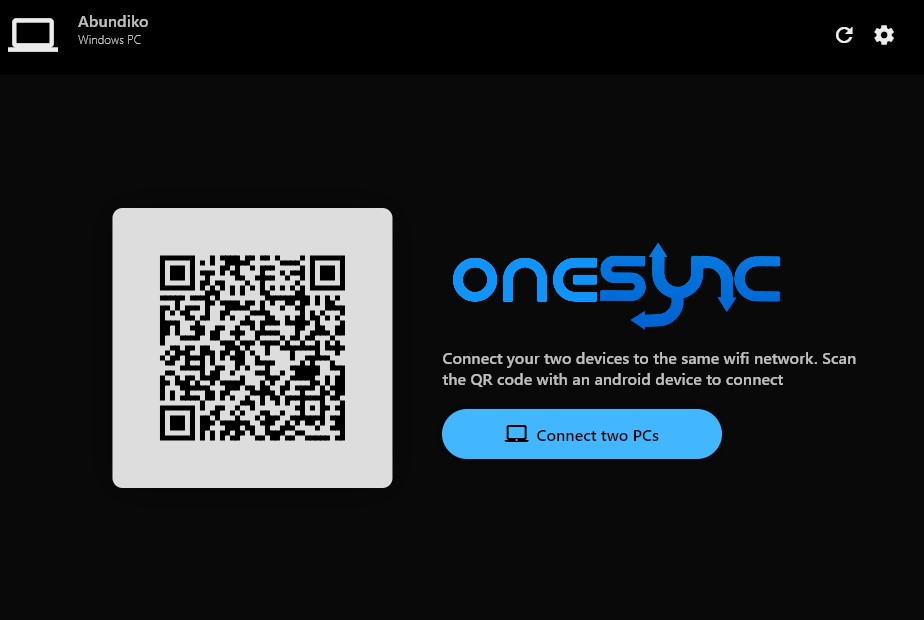 Abundiko
Windows PC
onesync
Connect your two devices to the same wifi network. Scan
the QR code with an android device to connect
Connect two PCs